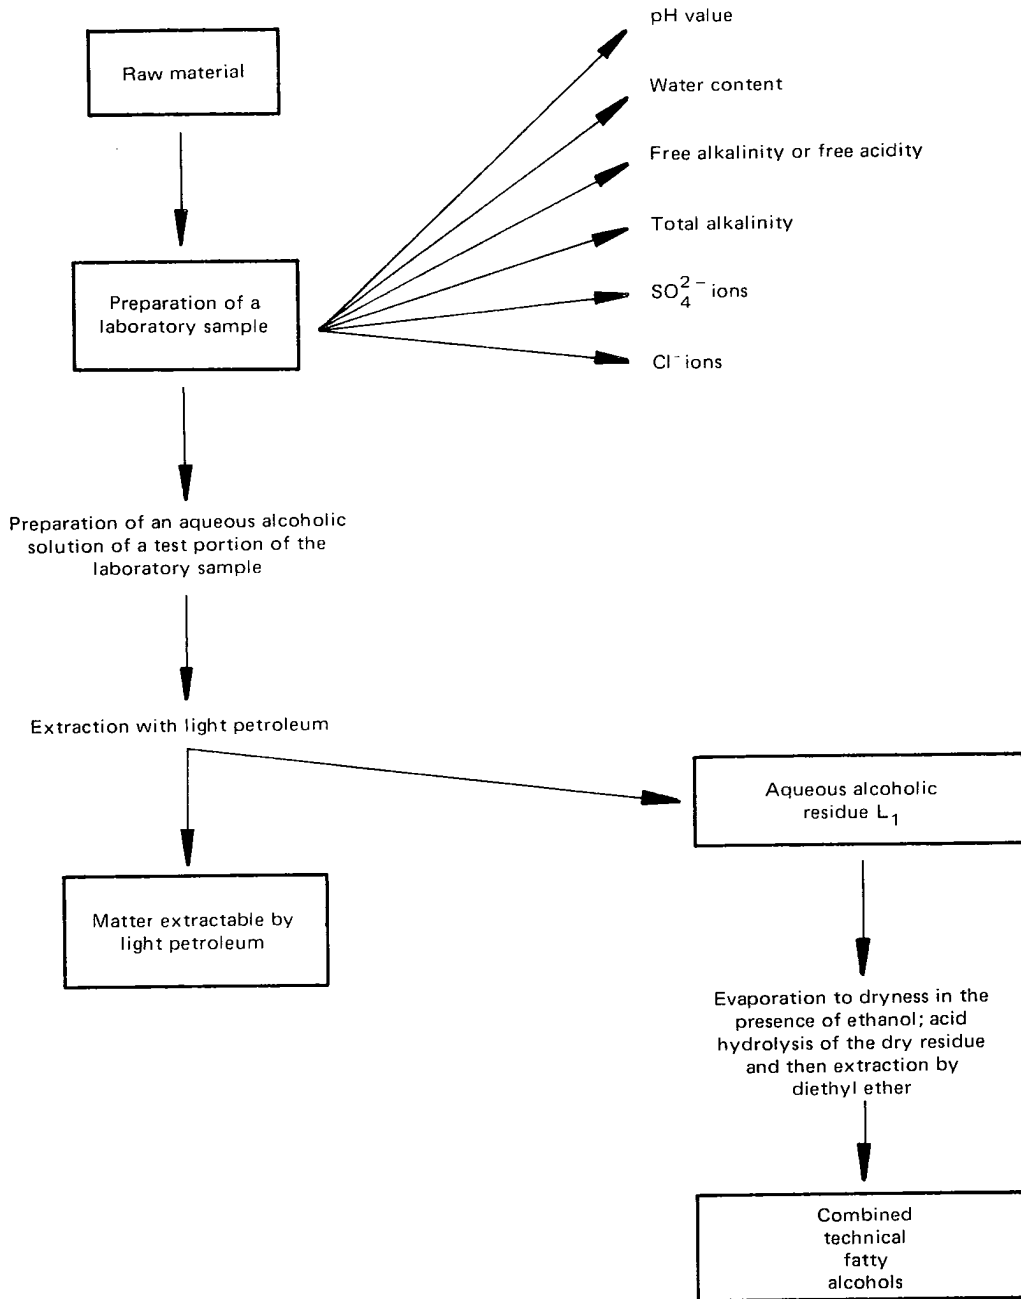 Raw material
pH value
Water content
Free alkalinity or free acidity
Total alkalinity
SO₄²⁻ ions
Cl⁻ ions
Preparation of a
laboratory sample
Preparation of an aqueous alcoholic
solution of a test portion of the
laboratory sample
Extraction with light petroleum
Matter extractable by
light petroleum
Aqueous alcoholic
residue L₁
Evaporation to dryness in the
presence of ethanol; acid
hydrolysis of the dry residue
and then extraction by
diethyl ether
Combined
technical
fatty
alcohols